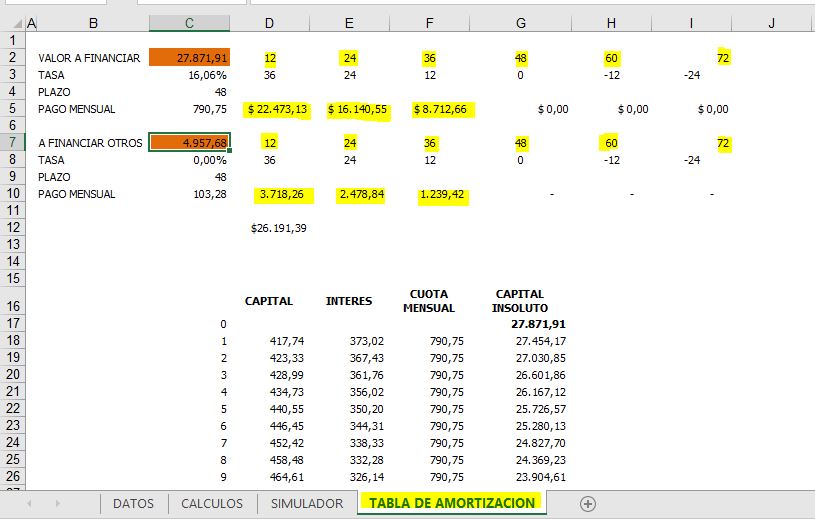 A B C D E F G H I J
1
2 VALOR A FINANCIAR 27.871,91 12 24 36 48 60 72
3 TASA 16,06% 36 24 12 0 -12 -24
4 PLAZO 48
5 PAGO MENSUAL 790,75 $ 22.473,13 $ 16.140,55 $ 8.712,66 $ 0,00 $ 0,00 $ 0,00
6
7 A FINANCIAR OTROS 4.957,68 12 24 36 48 60 72
8 TASA 0,00% 36 24 12 0 -12 -24
9 PLAZO 48
10 PAGO MENSUAL 103,28 3.718,26 2.478,84 1.239,42 - - -
11
12 $26.191,39
13
14
15
16 CAPITAL INTERES CUOTA MENSUAL CAPITAL INSOLUTO
17 0 27.871,91
18 1 417,74 373,02 790,75 27.454,17
19 2 423,33 367,43 790,75 27.030,85
20 3 428,99 361,76 790,75 26.601,86
21 4 434,73 356,02 790,75 26.167,12
22 5 440,55 350,20 790,75 25.726,57
23 6 446,45 344,31 790,75 25.280,13
24 7 452,42 338,33 790,75 24.827,70
25 8 458,48 332,28 790,75 24.369,23
26 9 464,61 326,14 790,75 23.904,61
DATOS CALCULOS SIMULADOR TABLA DE AMORTIZACION